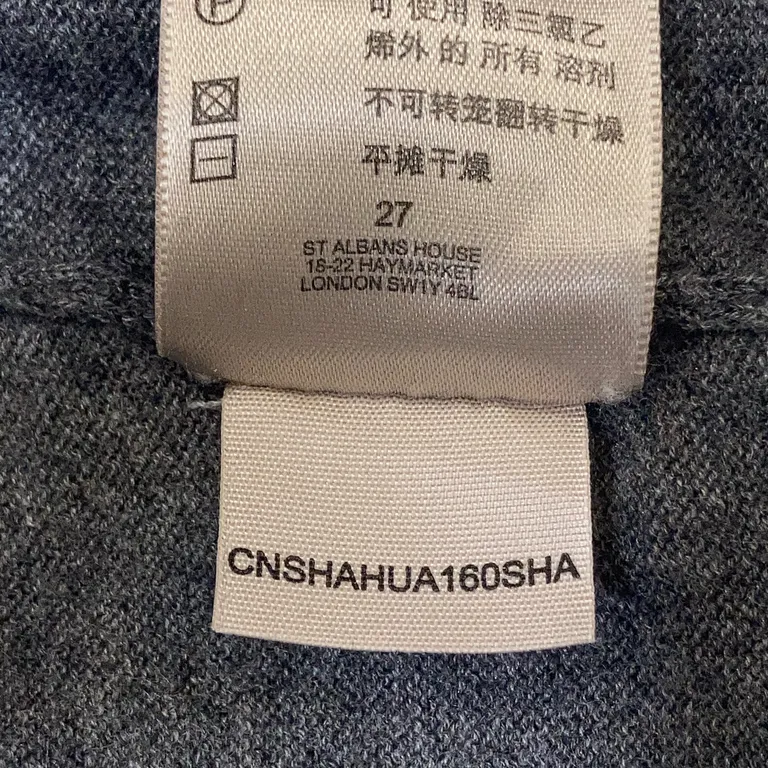 P
可 使用 除三氯乙
烯外 的 所有 溶剂
不可转笼翻转干燥
平摊干燥
27
ST ALBANS HOUSE
18-22 HAYMARKET
LONDON SW1Y 4BL
CNSHAHUA160SHA